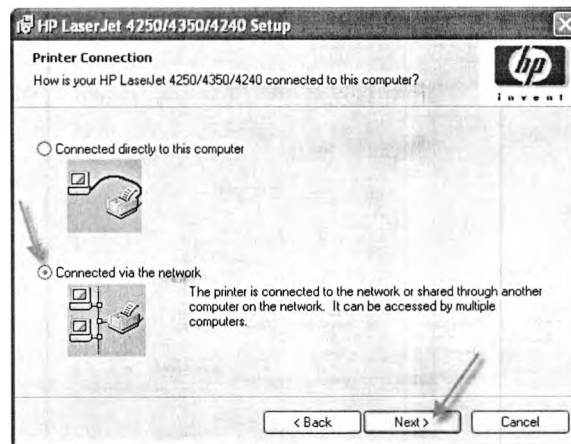 HP LaserJet 4250/4350/4240 Setup
Printer Connection
How is your HP LaserJet 4250/4350/4240 connected to this computer?
hp
invent
Connected directly to this computer
Connected via the network
The printer is connected to the network or shared through another
computer on the network. It can be accessed by multiple
computers.
< Back
Next >
Cancel